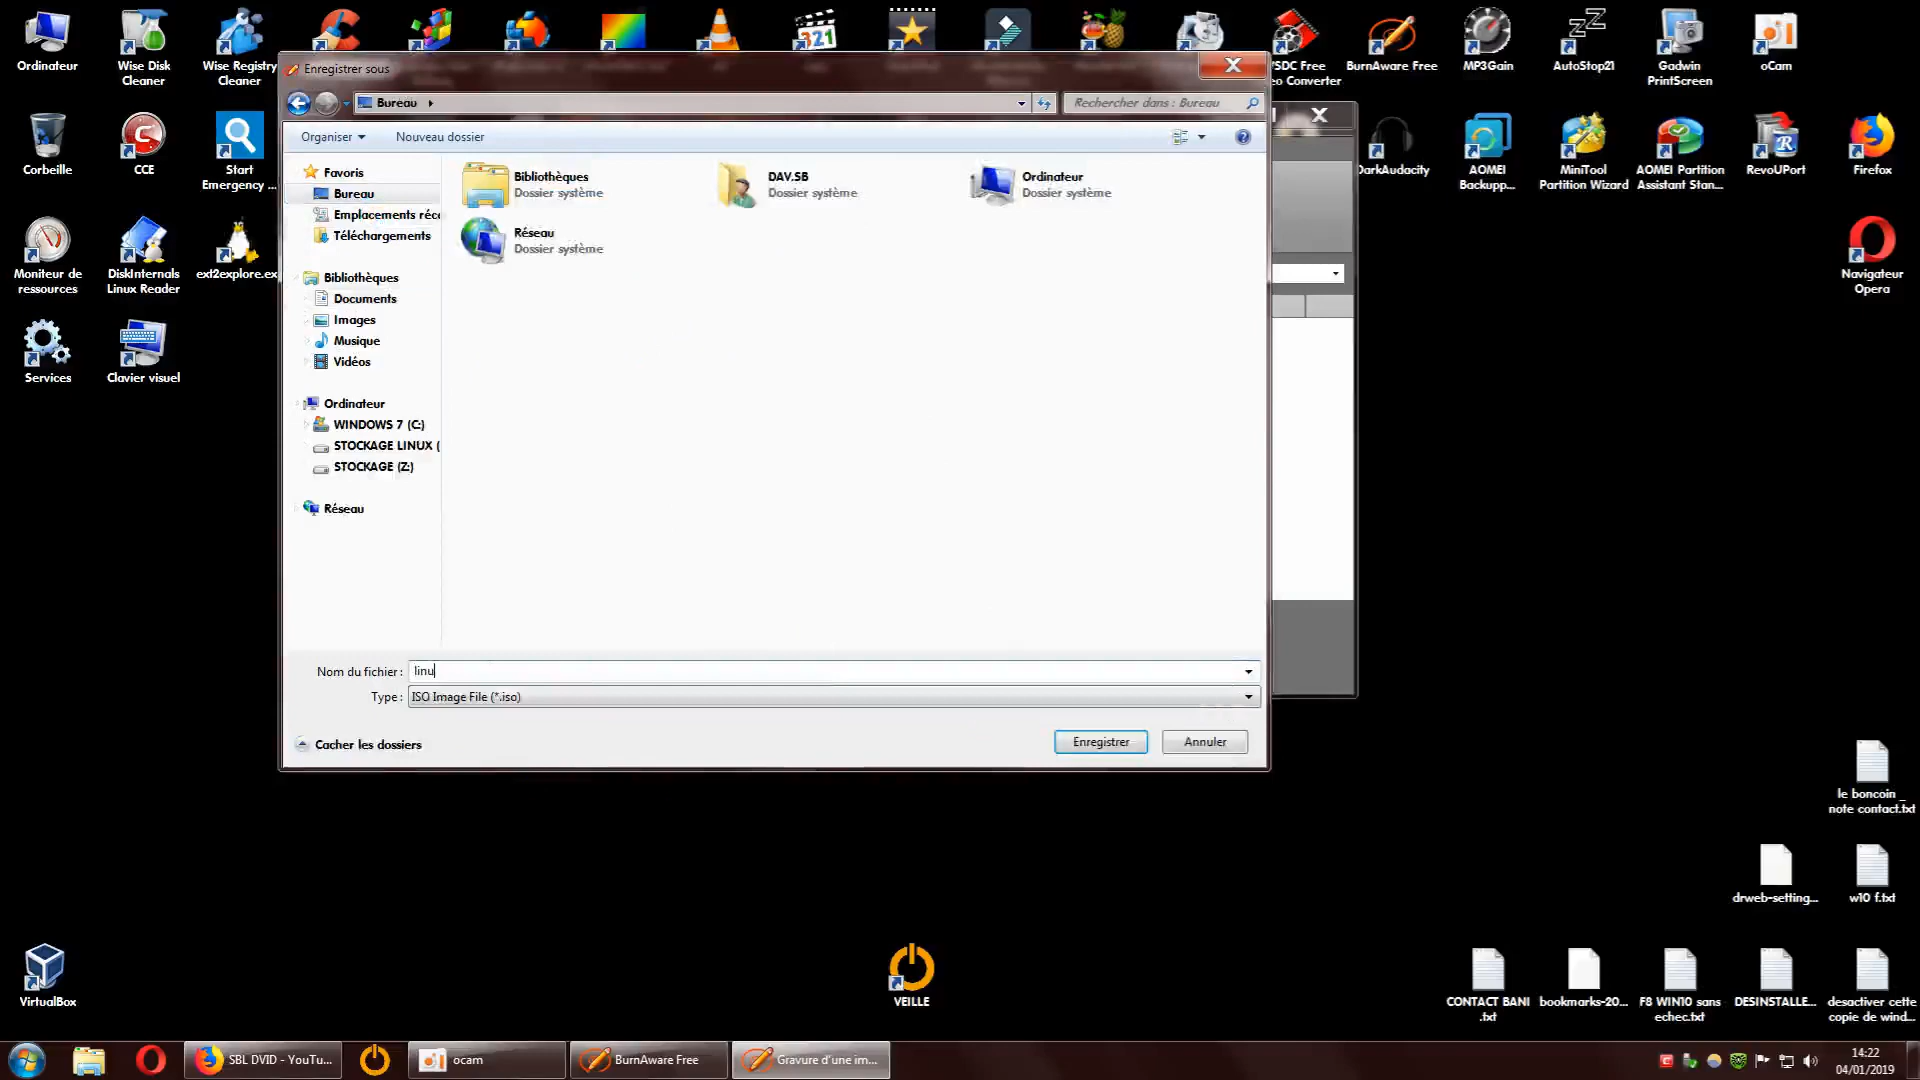 Ordinateur
Wise Disk
Cleaner
Wise Registry
Cleaner
321
SDC Free
eo Converter
BurnAware Free
MP3Gain
AutoStop21
Gadwin
PrintScreen
oCam
Enregistrer sous
Bureau
Rechercher dans : Bureau
Organiser
Nouveau dossier
Corbeille
CCE
Start
Emergency ...
DarkAudacity
AOMEI
Backupp...
MiniTool
Partition Wizard
AOMEI Partition
Assistant Stan...
RevoUPort
Firefox
Favoris
Bureau
Emplacements réce
Téléchargements
Bibliothèques
Documents
Images
Musique
Vidéos
Ordinateur
WINDOWS 7 (C:)
STOCKAGE LINUX (
STOCKAGE (Z:)
Réseau
Bibliothèques
Dossier système
DAV.SB
Dossier système
Ordinateur
Dossier système
Réseau
Dossier système
Moniteur de
ressources
DiskInternals
Linux Reader
ext2explore.ex
Navigateur
Opera
Services
Clavier visuel
Nom du fichier :
linu
Type :
ISO Image File (*.iso)
Cacher les dossiers
Enregistrer
Annuler
le boncoin _
note contact.txt
drweb-setting...
w10 f.txt
VirtualBox
VEILLE
CONTACT BANI
.txt
bookmarks-20...
F8 WIN10 sans
echec.txt
DESINSTALLE...
desactiver cette
copie de wind...
SBL DVID - YouTu...
ocam
BurnAware Free
Gravure d'une im...
14:22
04/01/2019